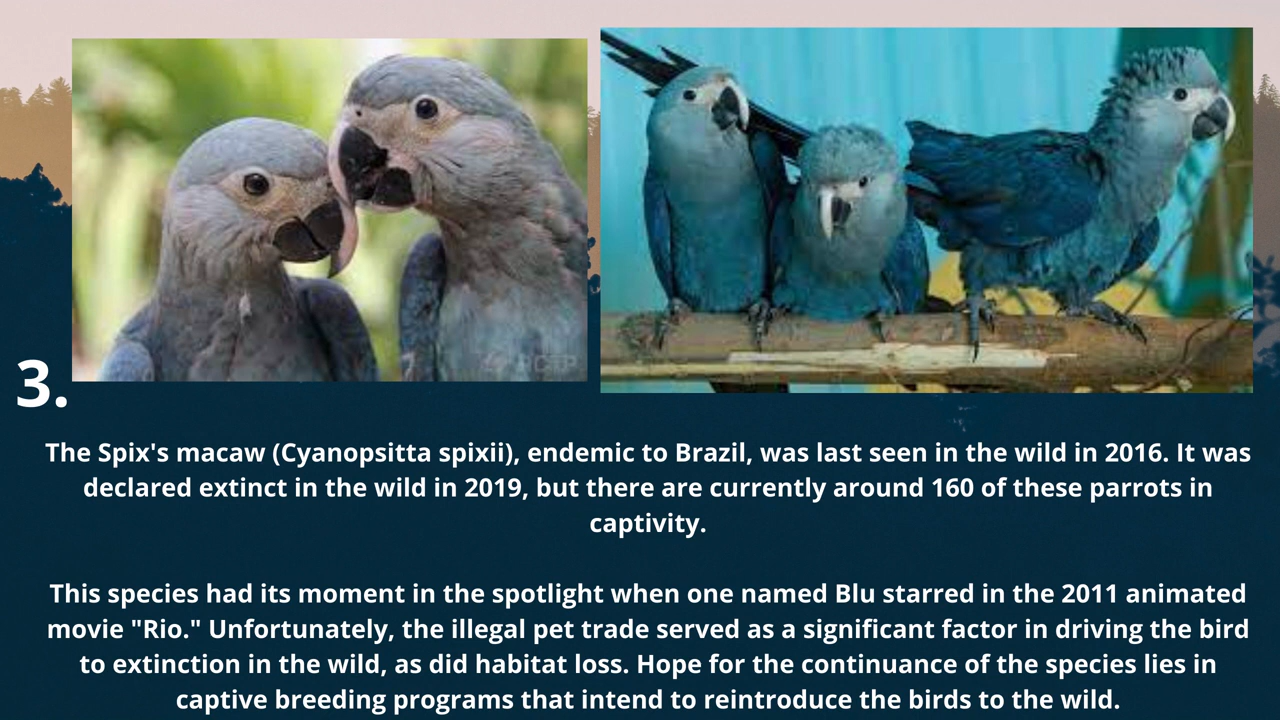 3.
The Spix's macaw (Cyanopsitta spixii), endemic to Brazil, was last seen in the wild in 2016. It was
declared extinct in the wild in 2019, but there are currently around 160 of these parrots in
captivity.
This species had its moment in the spotlight when one named Blu starred in the 2011 animated
movie "Rio." Unfortunately, the illegal pet trade served as a significant factor in driving the bird
to extinction in the wild, as did habitat loss. Hope for the continuance of the species lies in
captive breeding programs that intend to reintroduce the birds to the wild.